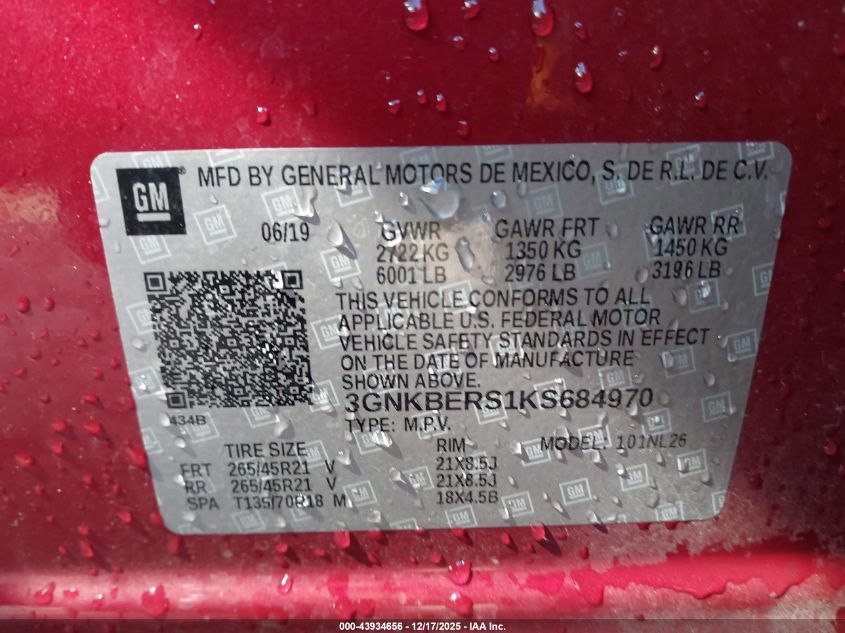 GM
MFD BY GENERAL MOTORS DE MEXICO, S. DE R.L. DE C.V.
06/19 GVWR GAWR FRT GAWR RR
2722 KG 1350 KG 1450 KG
6001 LB 2976 LB 3196 LB
THIS VEHICLE CONFORMS TO ALL
APPLICABLE U.S. FEDERAL MOTOR
VEHICLE SAFETY STANDARDS IN EFFECT
ON THE DATE OF MANUFACTURE
SHOWN ABOVE.
3GNKBERS1KS684970
434B
TYPE: M.P.V. MODEL: 101NL26
TIRE SIZE RIM
FRT 265/45R21 V 21X8.5J
RR 265/45R21 V 21X8.5J
SPA T135/70R18 M 18X4.5B
000-43934656 - 12/17/2025 - IAA Inc.